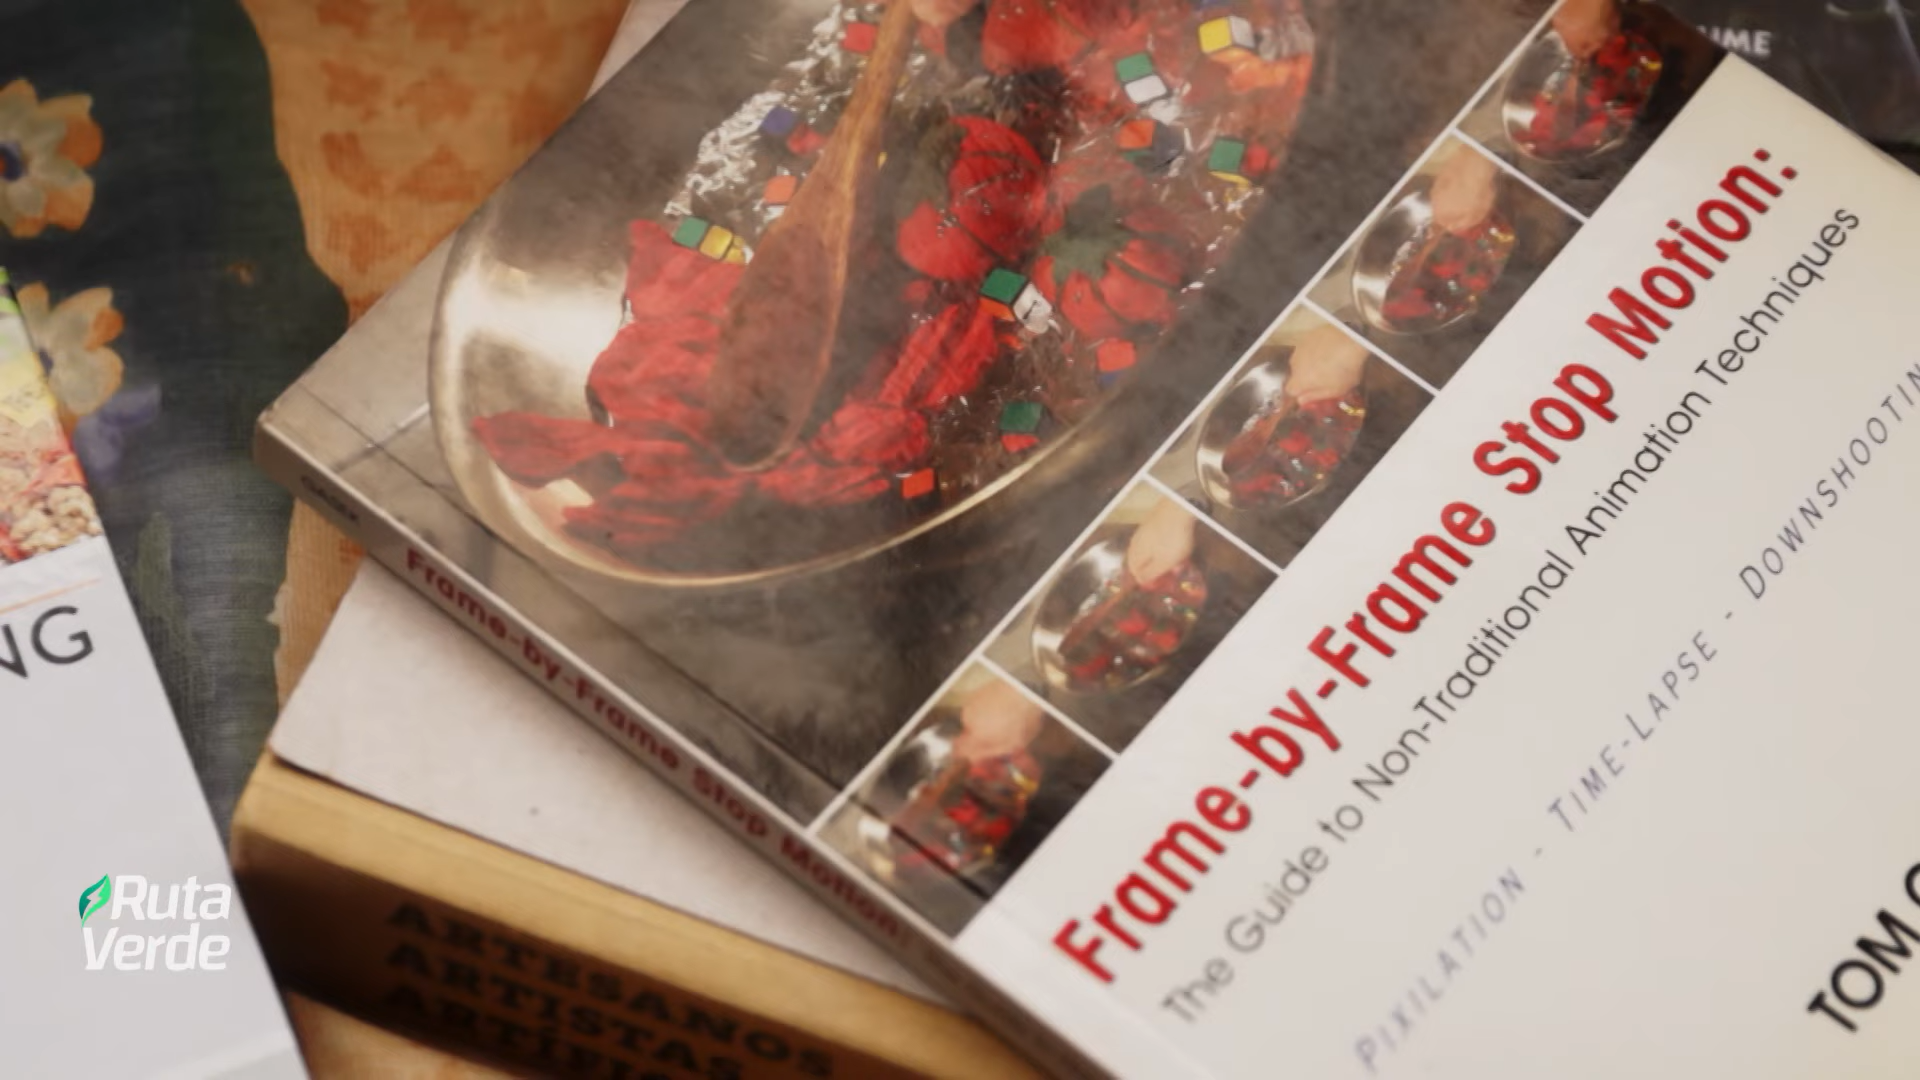 Frame-by-Frame Stop Motion:
The Guide to Non-Traditional Animation Techniques
PIXILATION - TIME-LAPSE - DOWNSHOOTIN
TOM
Frame-by-Frame Stop Motion:
ARTESANOS
ARTISTAS
NG
UME
Ruta
Verde